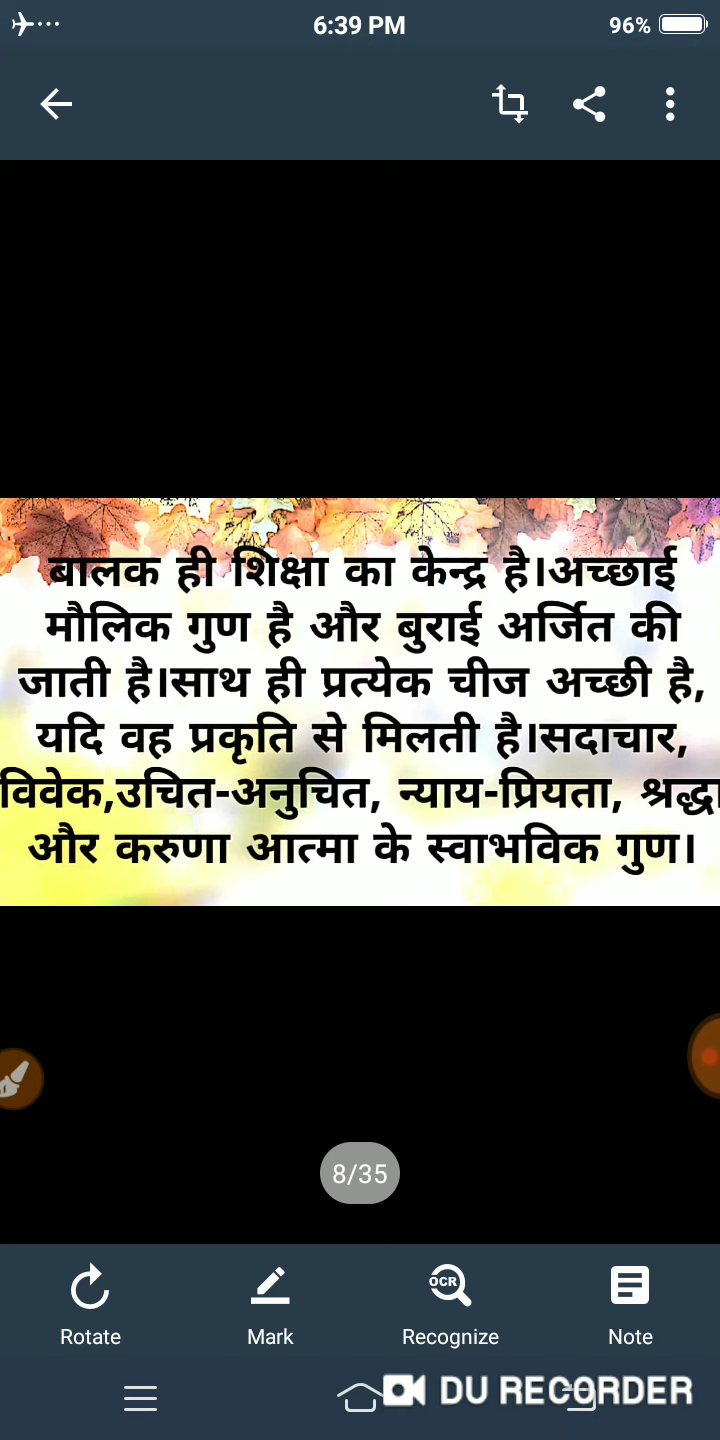 6:39 PM
96%
बालक ही शिक्षा का केन्द्र है।अच्छाई
मौलिक गुण है और बुराई अर्जित की
जाती है।साथ ही प्रत्येक चीज अच्छी है,
यदि वह प्रकृति से मिलती है।सदाचार,
विवेक,उचित-अनुचित, न्याय-प्रियता, श्रद्धा
और करुणा आत्मा के स्वाभविक गुण।
8/35
OCR
Rotate Mark Recognize Note
DU RECORDER